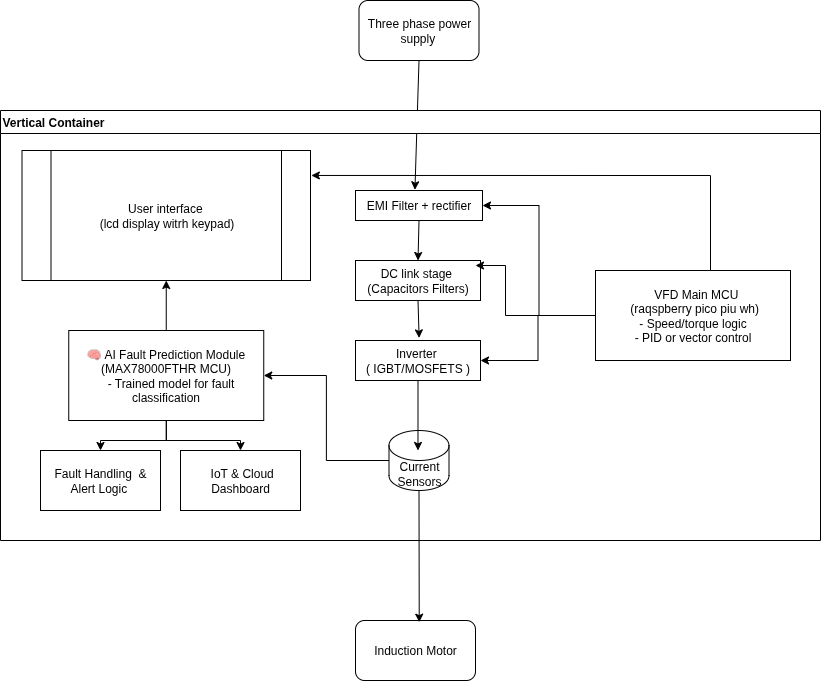 Three phase power
supply
Vertical Container
User interface
(lcd display witrh keypad)
EMI Filter + rectifier
DC link stage
(Capacitors Filters)
VFD Main MCU
(raqspberry pico piu wh)
- Speed/torque logic
- PID or vector control
Inverter
( IGBT/MOSFETS )
🧠 AI Fault Prediction Module
(MAX78000FTHR MCU)
- Trained model for fault
classification
Fault Handling &
Alert Logic
IoT & Cloud
Dashboard
Current
Sensors
Induction Motor